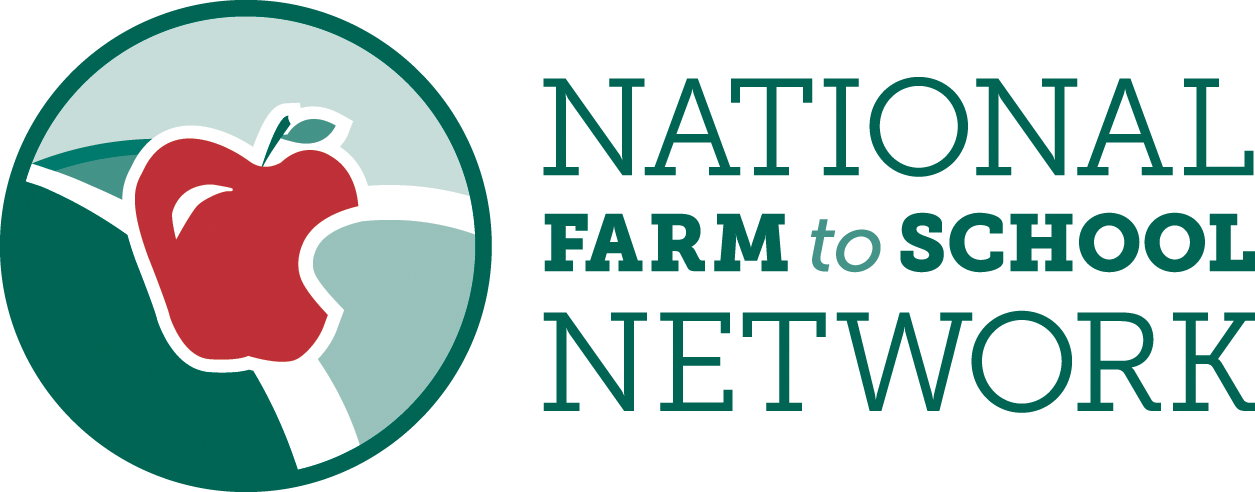 NATIONAL
FARM to SCHOOL
NETWORK